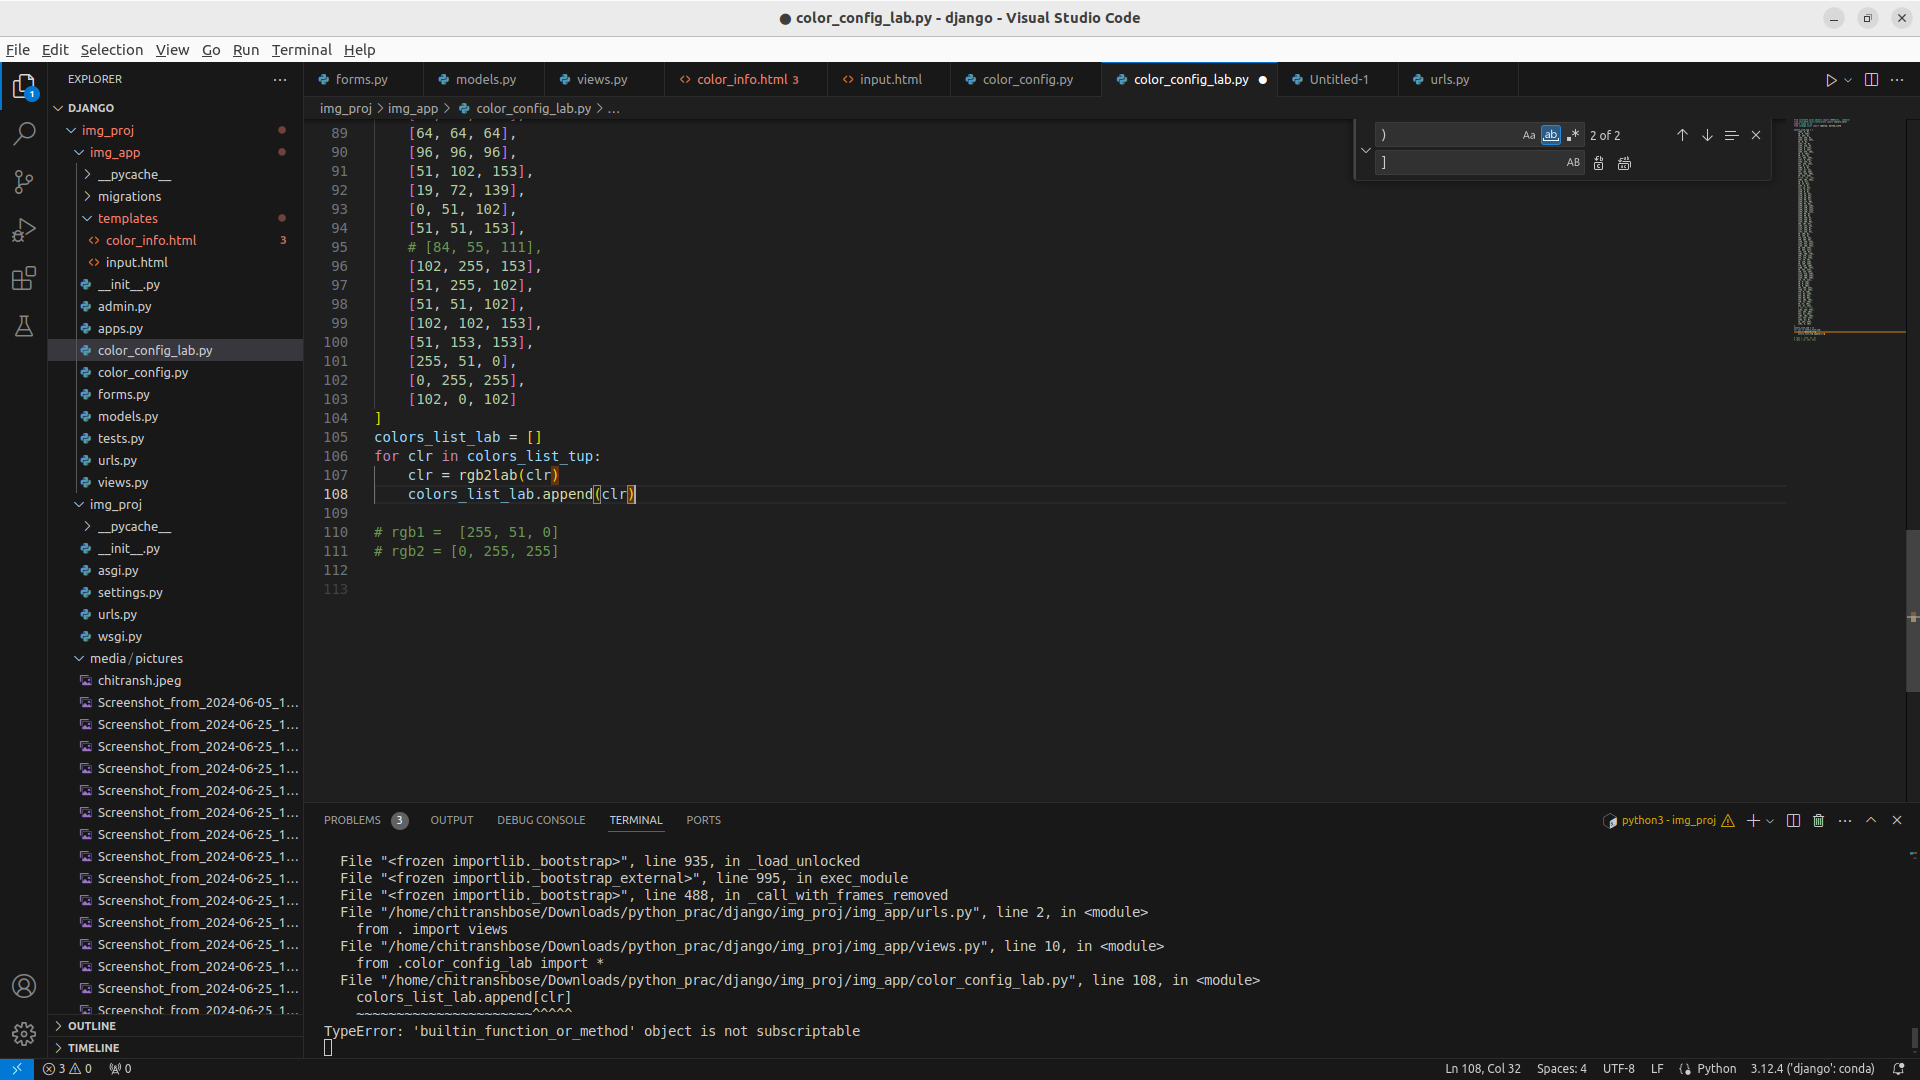 color_config_lab.py - django - Visual Studio Code
File Edit Selection View Go Run Terminal Help
EXPLORER
DJANGO
img_proj
img_app
__pycache__
migrations
templates
color_info.html 3
input.html
__init__.py
admin.py
apps.py
color_config_lab.py
color_config.py
forms.py
models.py
tests.py
urls.py
views.py
img_proj
__pycache__
__init__.py
asgi.py
settings.py
urls.py
wsgi.py
media/pictures
chitransh.jpeg
Screenshot_from_2024-06-05_1...
Screenshot_from_2024-06-25_1...
Screenshot_from_2024-06-25_1...
Screenshot_from_2024-06-25_1...
Screenshot_from_2024-06-25_1...
Screenshot_from_2024-06-25_1...
Screenshot_from_2024-06-25_1...
Screenshot_from_2024-06-25_1...
Screenshot_from_2024-06-25_1...
Screenshot_from_2024-06-25_1...
Screenshot_from_2024-06-25_1...
Screenshot_from_2024-06-25_1...
Screenshot_from_2024-06-25_1...
Screenshot_from_2024-06-25_1...
Screenshot_from_2024-06-25_1...
OUTLINE
TIMELINE
forms.py models.py views.py color_info.html 3 input.html color_config.py color_config_lab.py Untitled-1 urls.py
img_proj > img_app > color_config_lab.py > ...
) Aa ab 2 of 2
] AB
89 [64, 64, 64],
90 [96, 96, 96],
91 [51, 102, 153],
92 [19, 72, 139],
93 [0, 51, 102],
94 [51, 51, 153],
95 # [84, 55, 111],
96 [102, 255, 153],
97 [51, 255, 102],
98 [51, 51, 102],
99 [102, 102, 153],
100 [51, 153, 153],
101 [255, 51, 0],
102 [0, 255, 255],
103 [102, 0, 102]
104 ]
105 colors_list_lab = []
106 for clr in colors_list_tup:
107 clr = rgb2lab(clr)
108 colors_list_lab.append(clr)
109
110 # rgb1 =  [255, 51, 0]
111 # rgb2 = [0, 255, 255]
112
113
PROBLEMS 3 OUTPUT DEBUG CONSOLE TERMINAL PORTS
python3 - img_proj
File "<frozen importlib._bootstrap>", line 935, in _load_unlocked
File "<frozen importlib._bootstrap_external>", line 995, in exec_module
File "<frozen importlib._bootstrap>", line 488, in _call_with_frames_removed
File "/home/chitranshbose/Downloads/python_prac/django/img_proj/img_app/urls.py", line 2, in <module>
from . import views
File "/home/chitranshbose/Downloads/python_prac/django/img_proj/img_app/views.py", line 10, in <module>
from .color_config_lab import *
File "/home/chitranshbose/Downloads/python_prac/django/img_proj/img_app/color_config_lab.py", line 108, in <module>
colors_list_lab.append[clr]
~~~~~~~~~~~~~~~~~~~~~~^^^^^
TypeError: 'builtin_function_or_method' object is not subscriptable
3 0 0 Ln 108, Col 32 Spaces: 4 UTF-8 LF Python 3.12.4 ('django': conda)